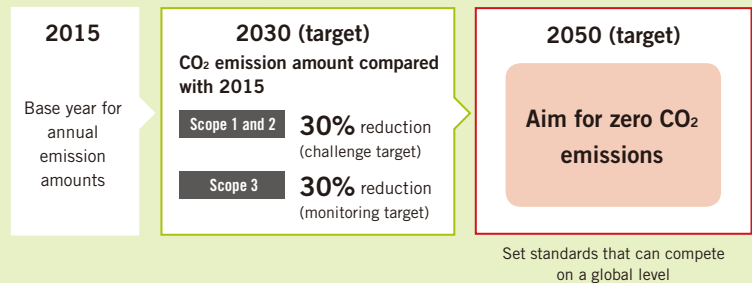 2015
Base year for
annual
emission
amounts
2030 (target)
CO₂ emission amount compared
with 2015
Scope 1 and 2
30% reduction
(challenge target)
Scope 3
30% reduction
(monitoring target)
2050 (target)
Aim for zero CO₂
emissions
Set standards that can compete
on a global level